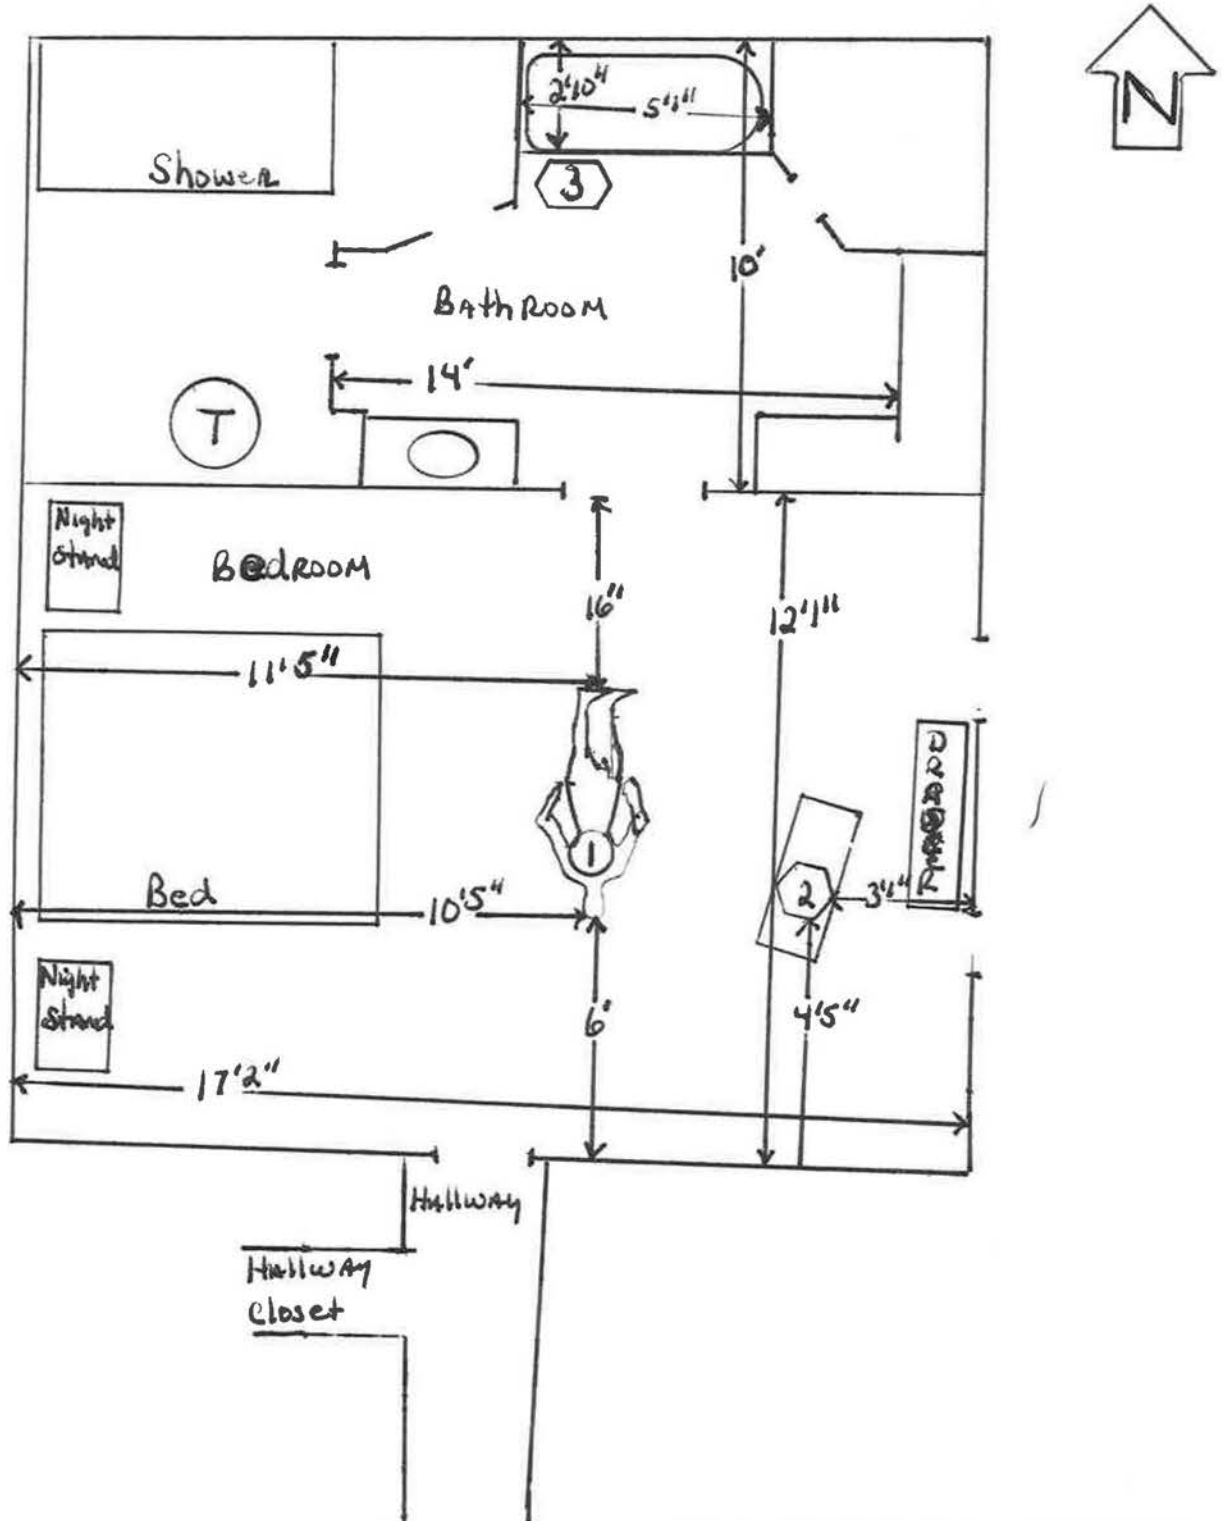 N
2'10"
5'1"
Shower
3
10'
BathRoom
14'
T
Night
Stand
BedRoom
16"
12'1"
11'5"
1
2
3'1"
Bed
10'5"
Night
Stand
4'5"
6'
17'2"
Hallway
Hallway
Closet